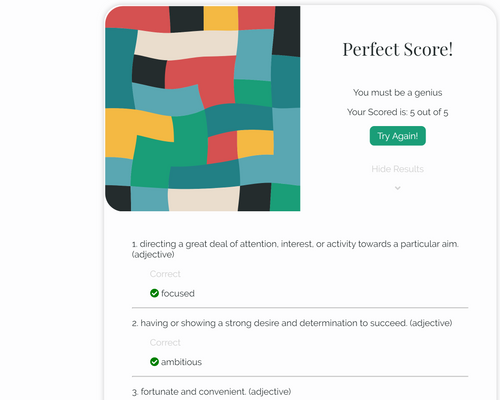 Perfect Score!
You must be a genius
Your Scored is: 5 out of 5
Try Again!
Hide Results
1. directing a great deal of attention, interest, or activity towards a particular aim.
(adjective)
Correct
focused
2. having or showing a strong desire and determination to succeed. (adjective)
Correct
ambitious
3. fortunate and convenient. (adjective)